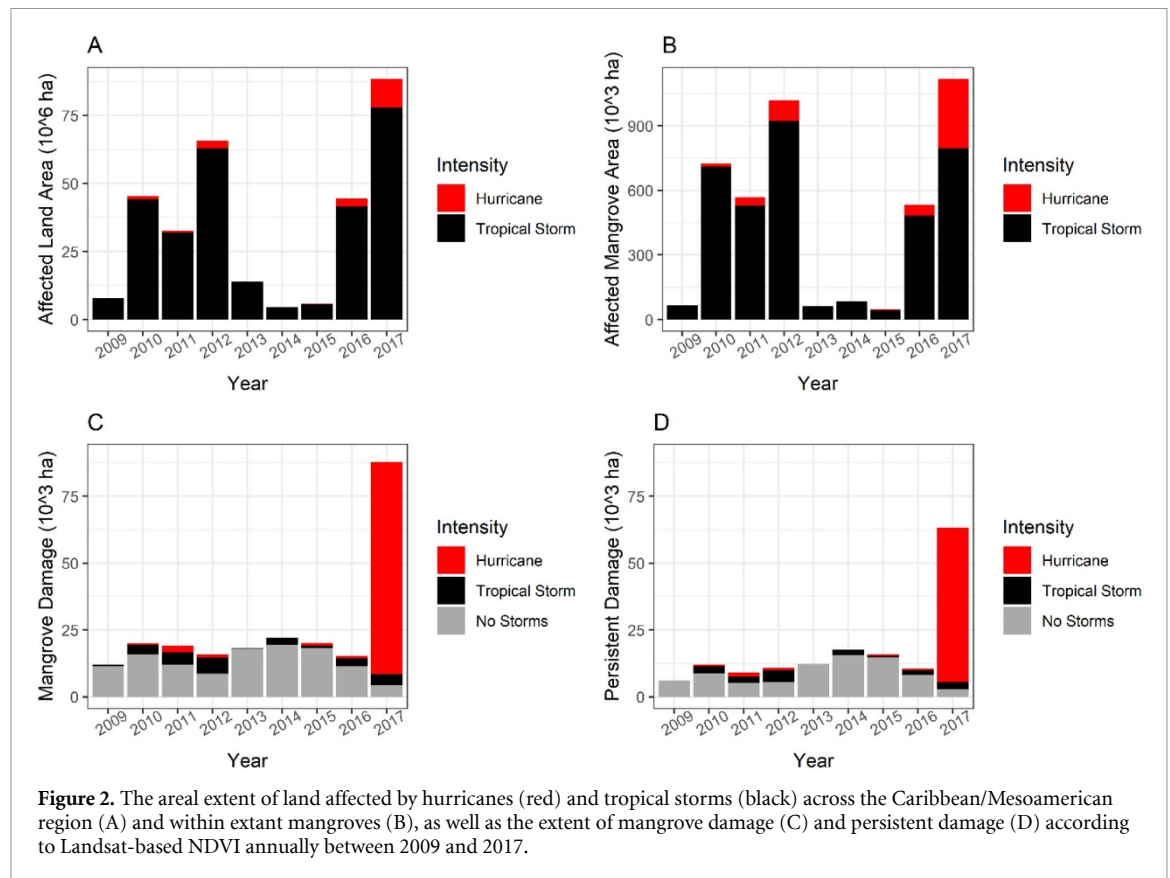 A
Affected Land Area (10^6 ha)
75
50
25
0
2009 2010 2011 2012 2013 2014 2015 2016 2017
Year
Intensity
Hurricane
Tropical Storm
B
Affected Mangrove Area (10^3 ha)
900
600
300
0
2009 2010 2011 2012 2013 2014 2015 2016 2017
Year
Intensity
Hurricane
Tropical Storm
C
Mangrove Damage (10^3 ha)
75
50
25
0
2009 2010 2011 2012 2013 2014 2015 2016 2017
Year
Intensity
Hurricane
Tropical Storm
No Storms
D
Persistent Damage (10^3 ha)
75
50
25
0
2009 2010 2011 2012 2013 2014 2015 2016 2017
Year
Intensity
Hurricane
Tropical Storm
No Storms
Figure 2. The areal extent of land affected by hurricanes (red) and tropical storms (black) across the Caribbean/Mesoamerican
region (A) and within extant mangroves (B), as well as the extent of mangrove damage (C) and persistent damage (D) according
to Landsat-based NDVI annually between 2009 and 2017.